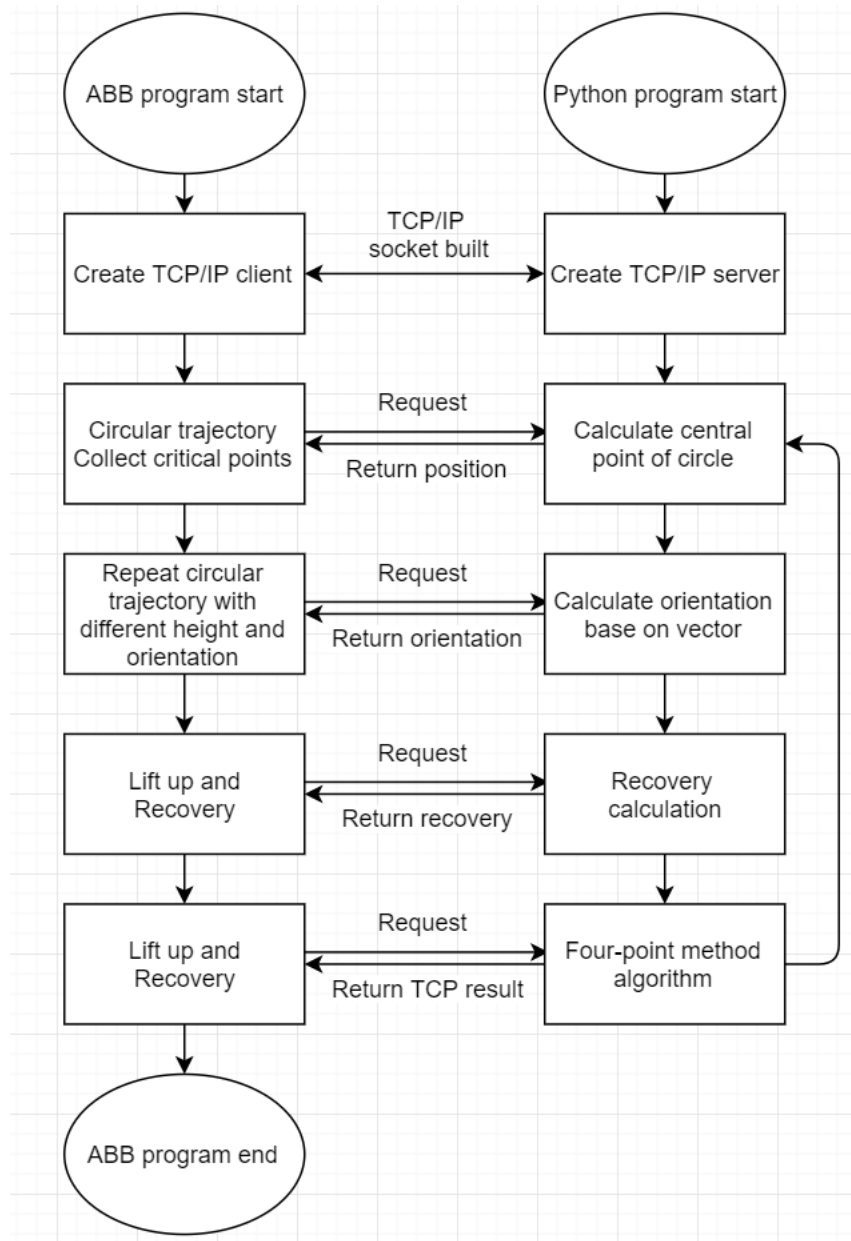 ABB program start
Python program start
TCP/IP
socket built
Create TCP/IP client
Create TCP/IP server
Circular trajectory
Collect critical points
Request
Return position
Calculate central
point of circle
Repeat circular
trajectory with
different height and
orientation
Request
Return orientation
Calculate orientation
base on vector
Lift up and
Recovery
Request
Return recovery
Recovery
calculation
Lift up and
Recovery
Request
Return TCP result
Four-point method
algorithm
ABB program end